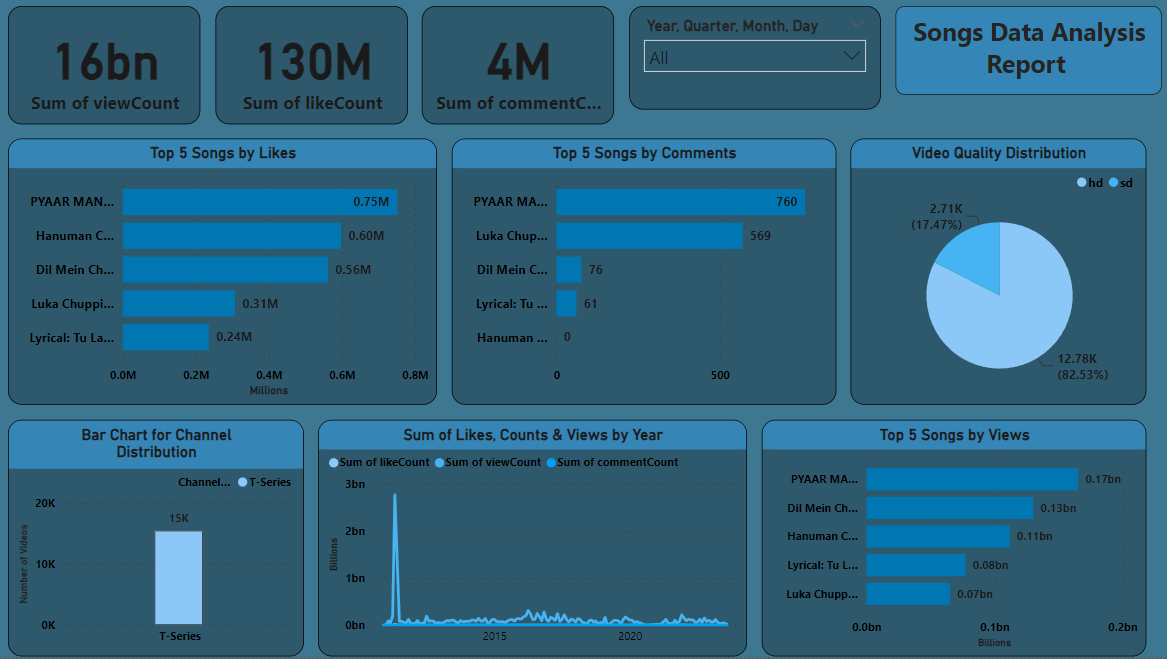 16bn
Sum of viewCount
130M
Sum of likeCount
4M
Sum of commentC...
Year, Quarter, Month, Day
All
Songs Data Analysis
Report
Top 5 Songs by Likes
PYAAR MAN...
0.75M
Hanuman C...
0.60M
Dil Mein Ch...
0.56M
Luka Chuppi...
0.31M
Lyrical: Tu La...
0.24M
0.0M
0.2M
0.4M
0.6M
0.8M
Millions
Top 5 Songs by Comments
PYAAR MA...
760
Luka Chup...
569
Dil Mein C...
76
Lyrical: Tu ...
61
Hanuman ...
0
0
500
Video Quality Distribution
hd
sd
2.71K
(17.47%)
12.78K
(82.53%)
Bar Chart for Channel
Distribution
Channel...
T-Series
Number of Videos
20K
15K
10K
0K
T-Series
Sum of Likes, Counts & Views by Year
Sum of likeCount
Sum of viewCount
Sum of commentCount
Billions
3bn
2bn
1bn
0bn
2015
2020
Top 5 Songs by Views
PYAAR MA...
0.17bn
Dil Mein Ch...
0.13bn
Hanuman C...
0.11bn
Lyrical: Tu L...
0.08bn
Luka Chupp...
0.07bn
0.0bn
0.1bn
0.2bn
Billions